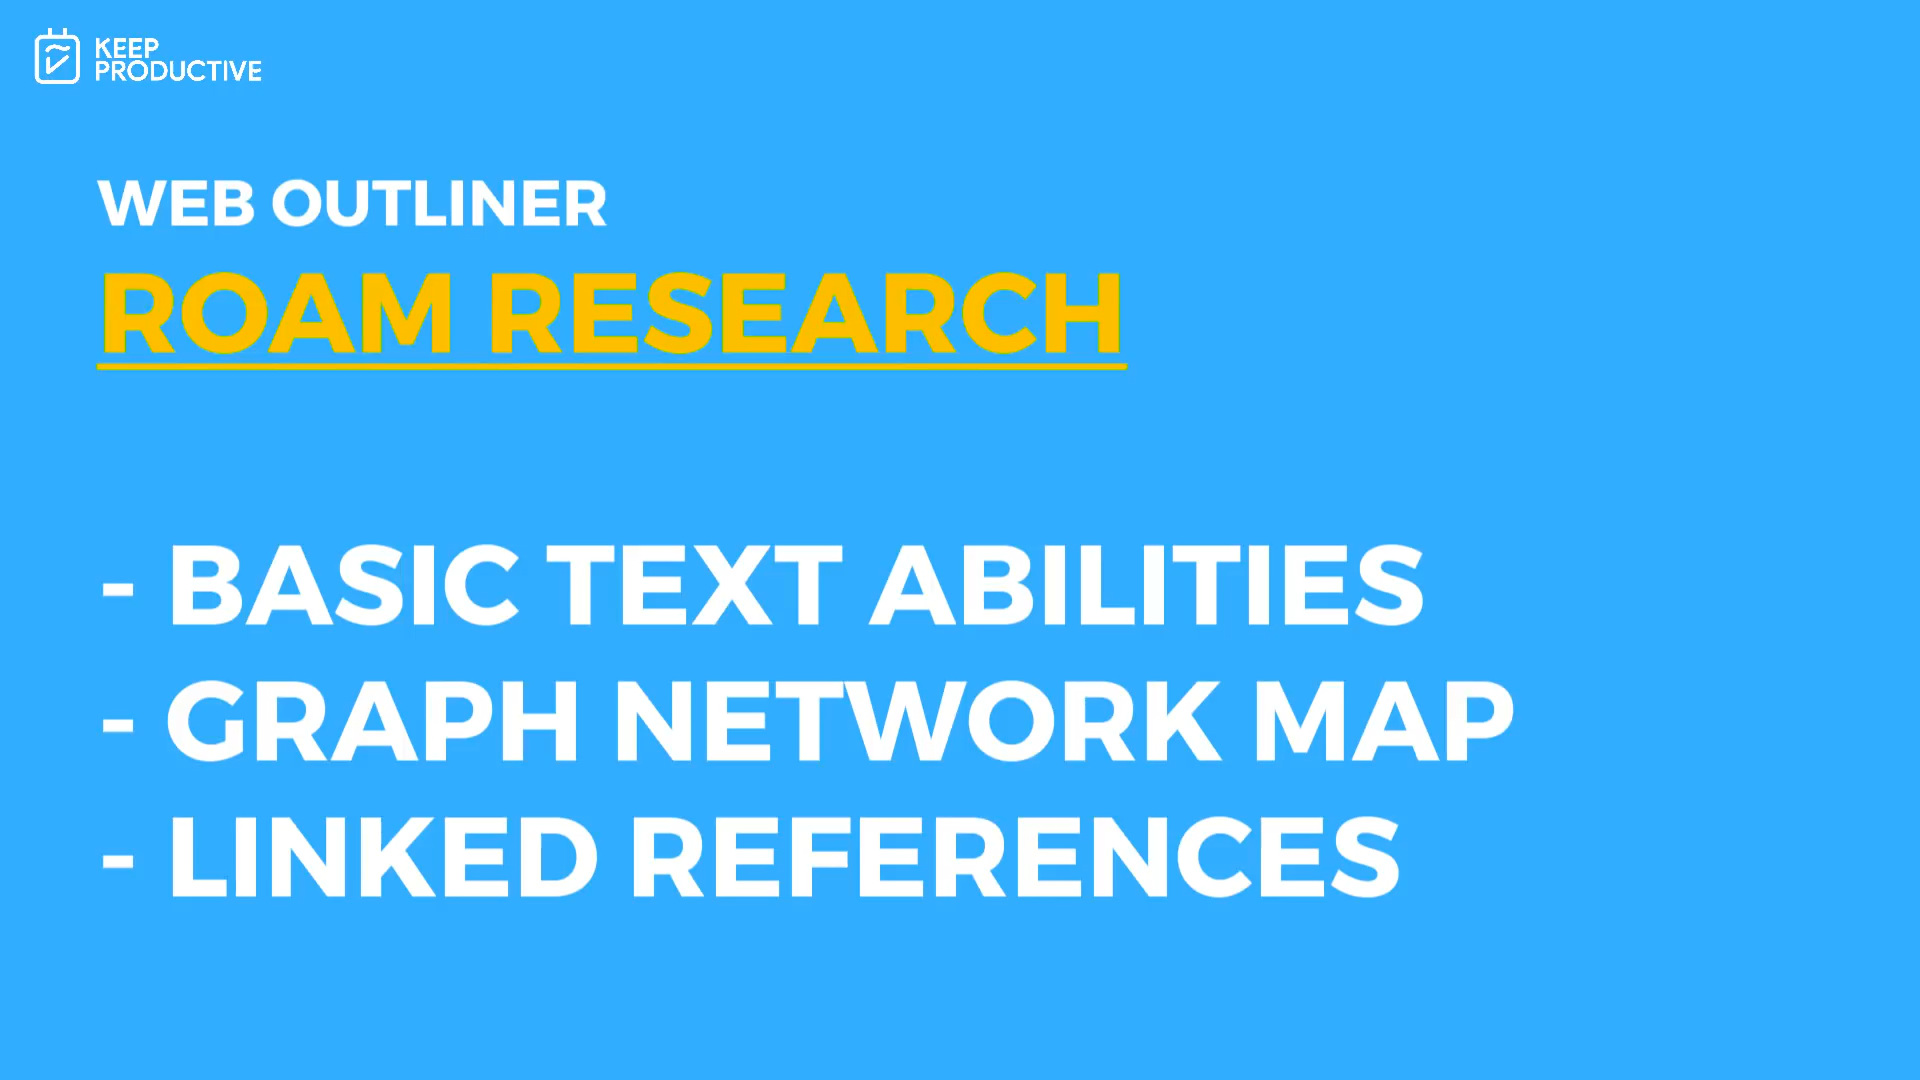 KEEP
PRODUCTIVE
WEB OUTLINER
ROAM RESEARCH
- BASIC TEXT ABILITIES
- GRAPH NETWORK MAP
- LINKED REFERENCES